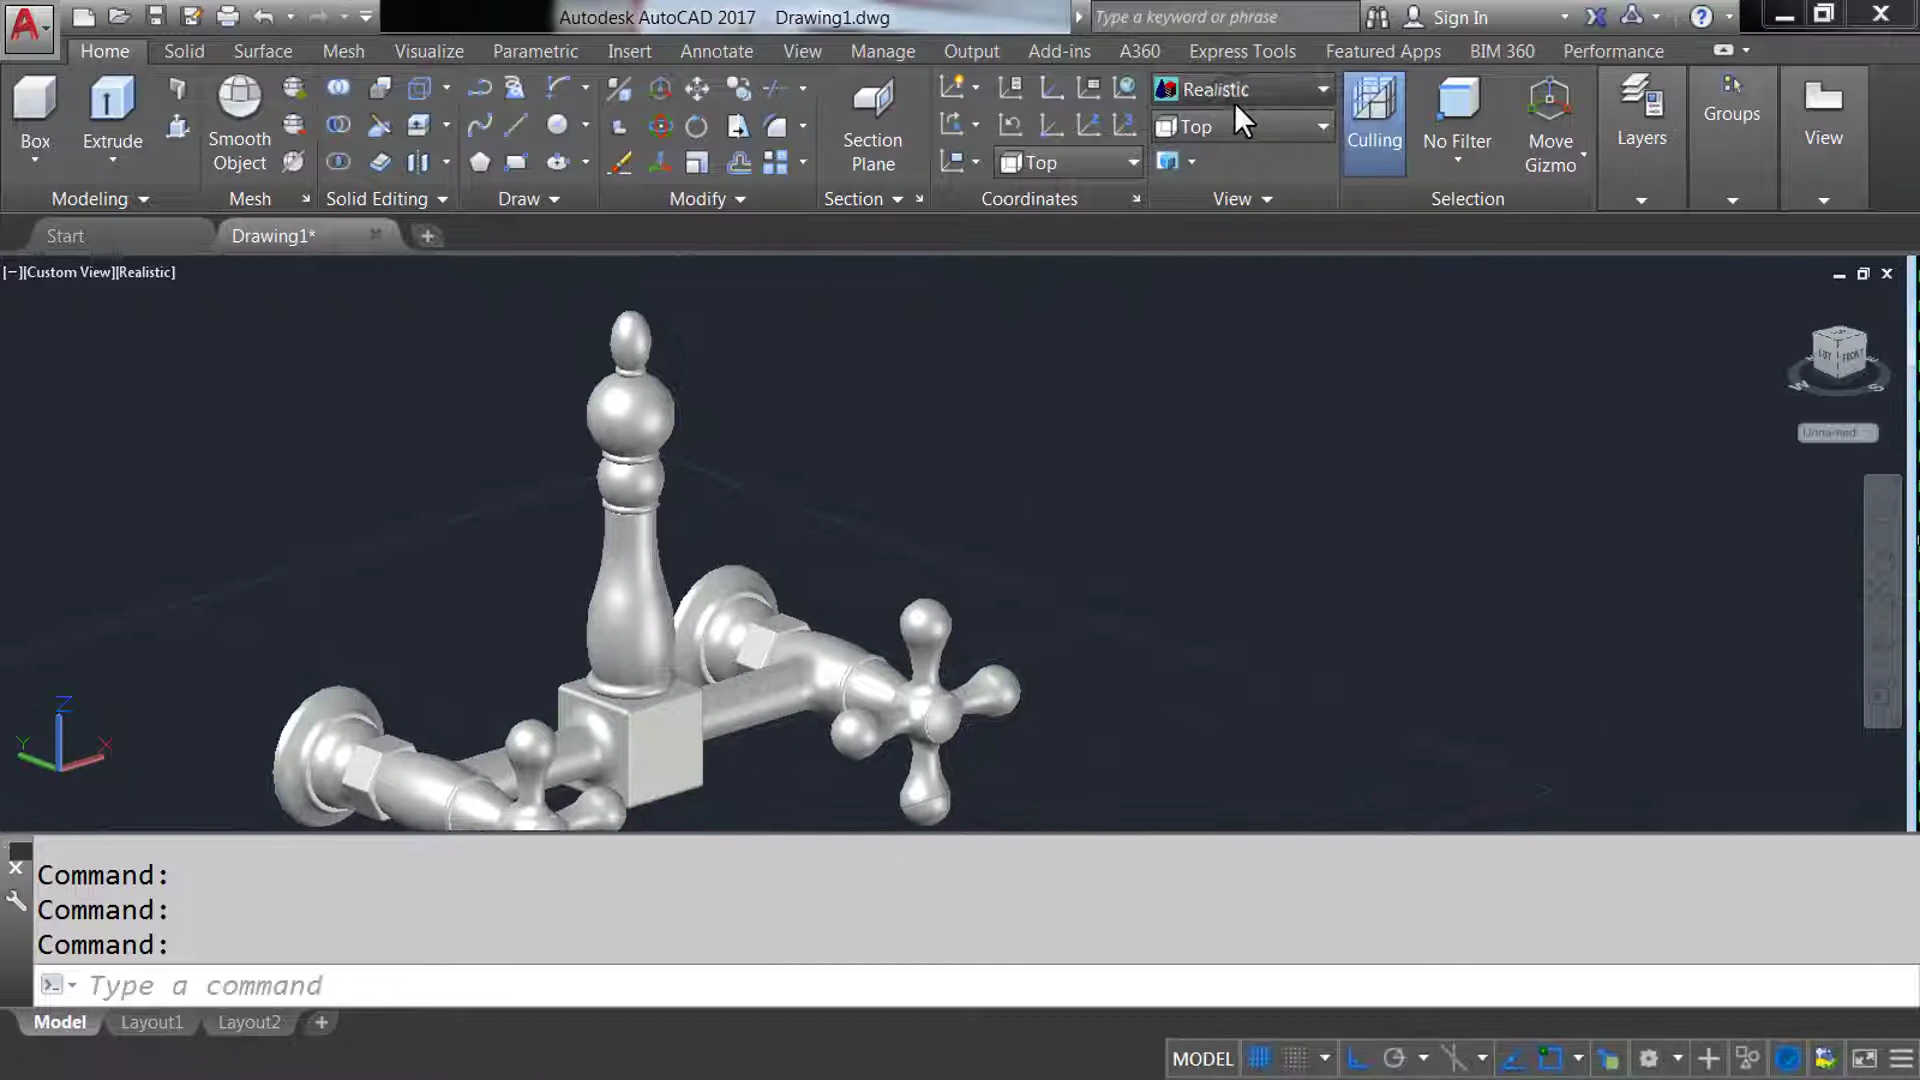 Autodesk AutoCAD 2017 Drawing1.dwg
Type a keyword or phrase
Sign In
Home Solid Surface Mesh Visualize Parametric Insert Annotate View Manage Output Add-ins A360 Express Tools Featured Apps BIM 360 Performance
Box
Extrude
Smooth
Object
Section
Plane
Realistic
Top
Top
Culling
No Filter
Move
Gizmo
Layers
Groups
View
Modeling
Mesh
Solid Editing
Draw
Modify
Section
Coordinates
View
Selection
Start
Drawing1*
[−][Custom View][Realistic]
LEFT FRONT
W S
Unnamed
Z
Y X
Command:
Command:
Command:
Type a command
Model Layout1 Layout2
MODEL